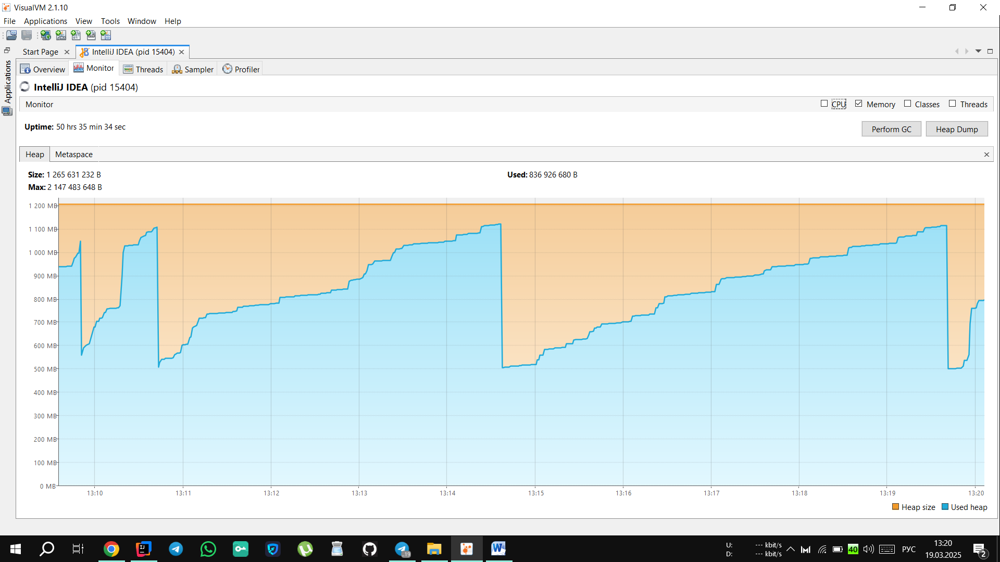 VisualVM 2.1.10
File Applications View Tools Window Help
Start Page
IntelliJ IDEA (pid 15404)
Applications
Overview Monitor Threads Sampler Profiler
IntelliJ IDEA (pid 15404)
Monitor
CPU Memory Classes Threads
Uptime: 50 hrs 35 min 34 sec
Perform GC Heap Dump
Heap Metaspace
Size: 1 265 631 232 B
Used: 836 926 680 B
Max: 2 147 483 648 B
1 200 MB
1 100 MB
1 000 MB
900 MB
800 MB
700 MB
600 MB
500 MB
400 MB
300 MB
200 MB
100 MB
0 MB
13:10 13:11 13:12 13:13 13:14 13:15 13:16 13:17 13:18 13:19 13:20
Heap size Used heap
IJ
.19
W
U: --- kbit/s
D: --- kbit/s
40
РУС
13:20
19.03.2025
2